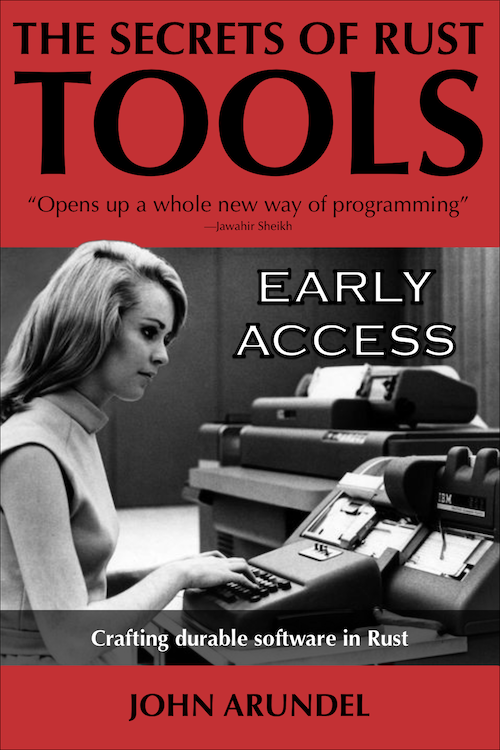 THE SECRETS OF RUST
TOOLS
“Opens up a whole new way of programming”
—Jawahir Sheikh
EARLY
ACCESS
IBM
Crafting durable software in Rust
JOHN ARUNDEL